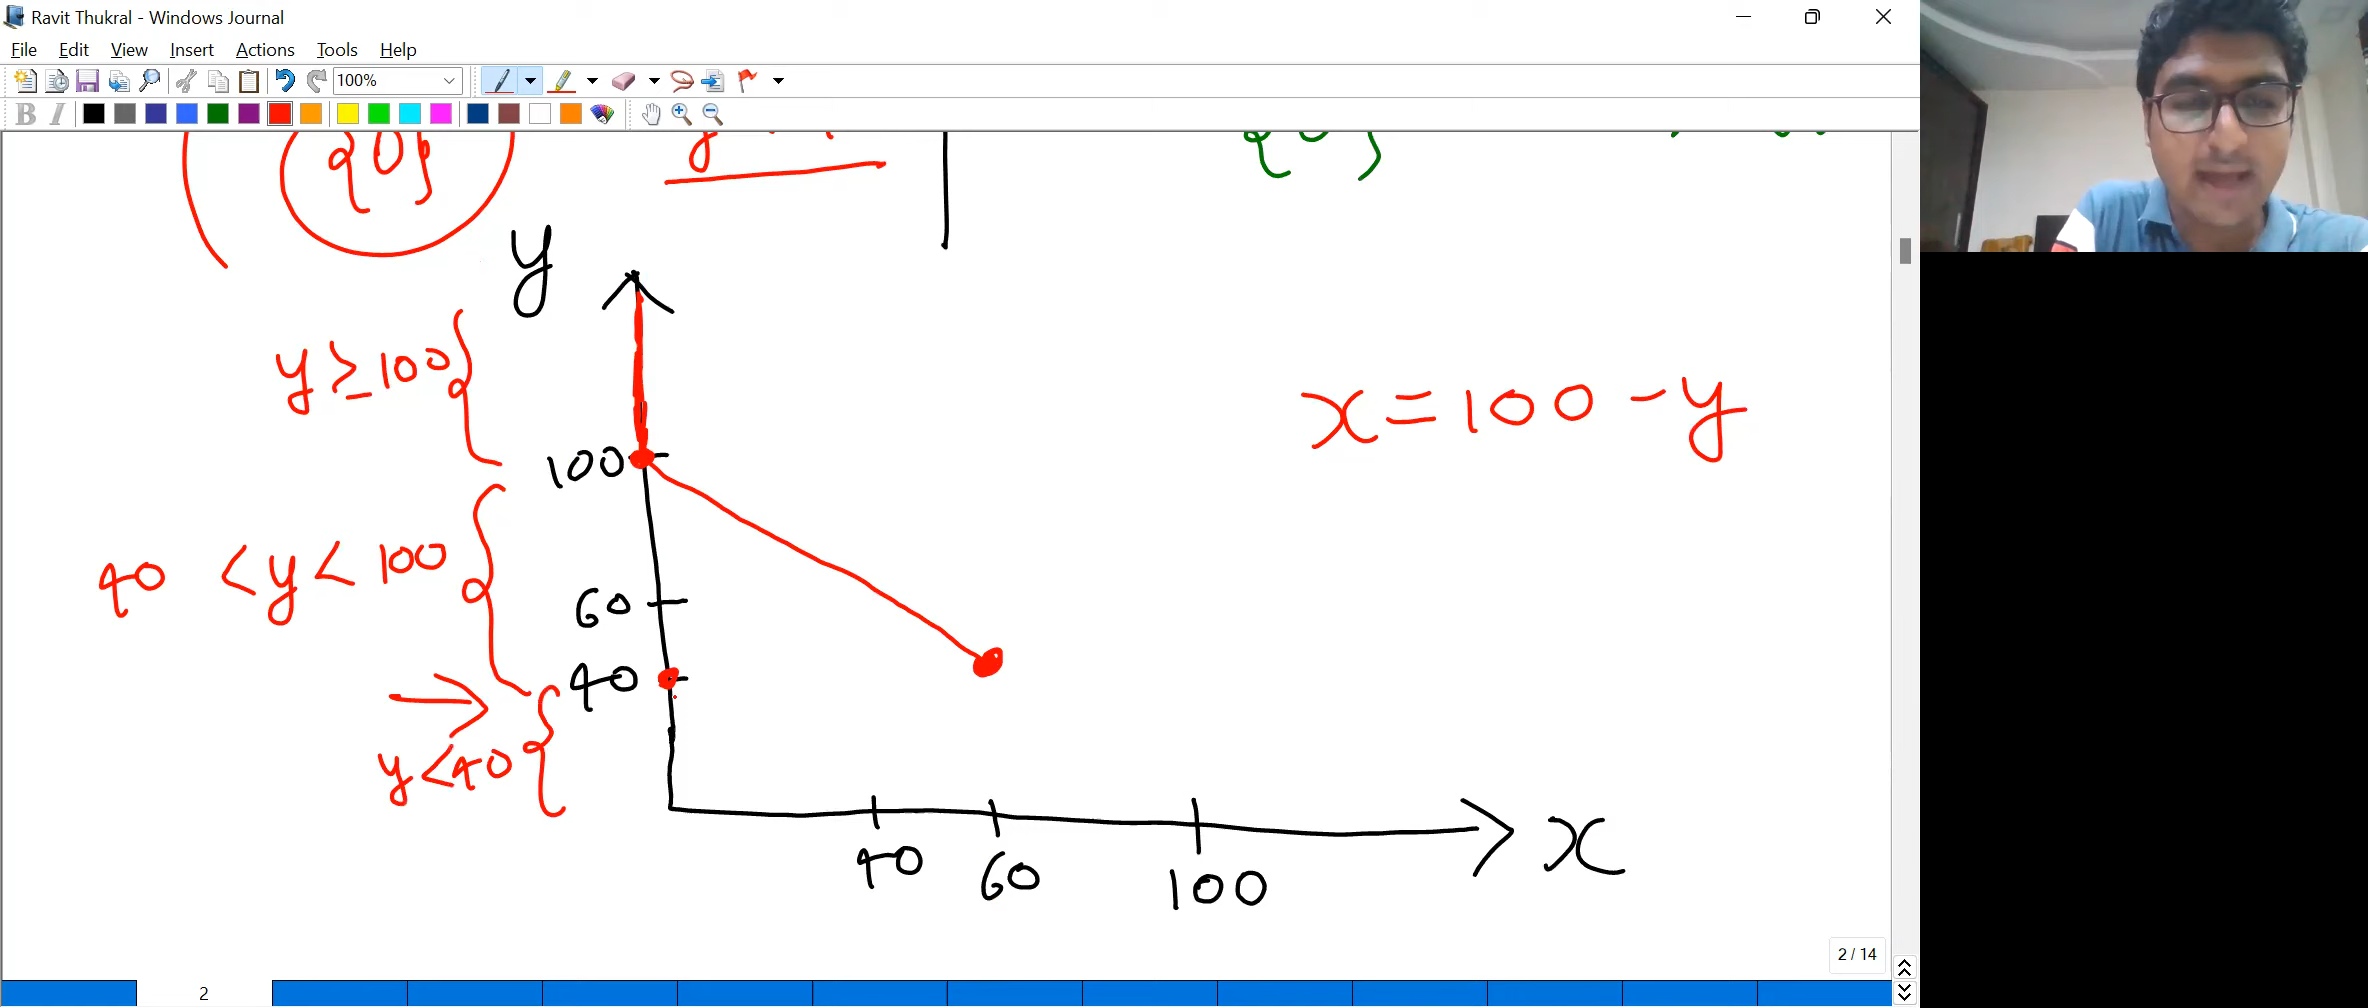 Ravit Thukral - Windows Journal
File Edit View Insert Actions Tools Help
100%
B I
{0}
y
y ≥ 100
x = 100 - y
100
40 < y < 100
60
40
y < 40
x
40 60 100
2 / 14
2